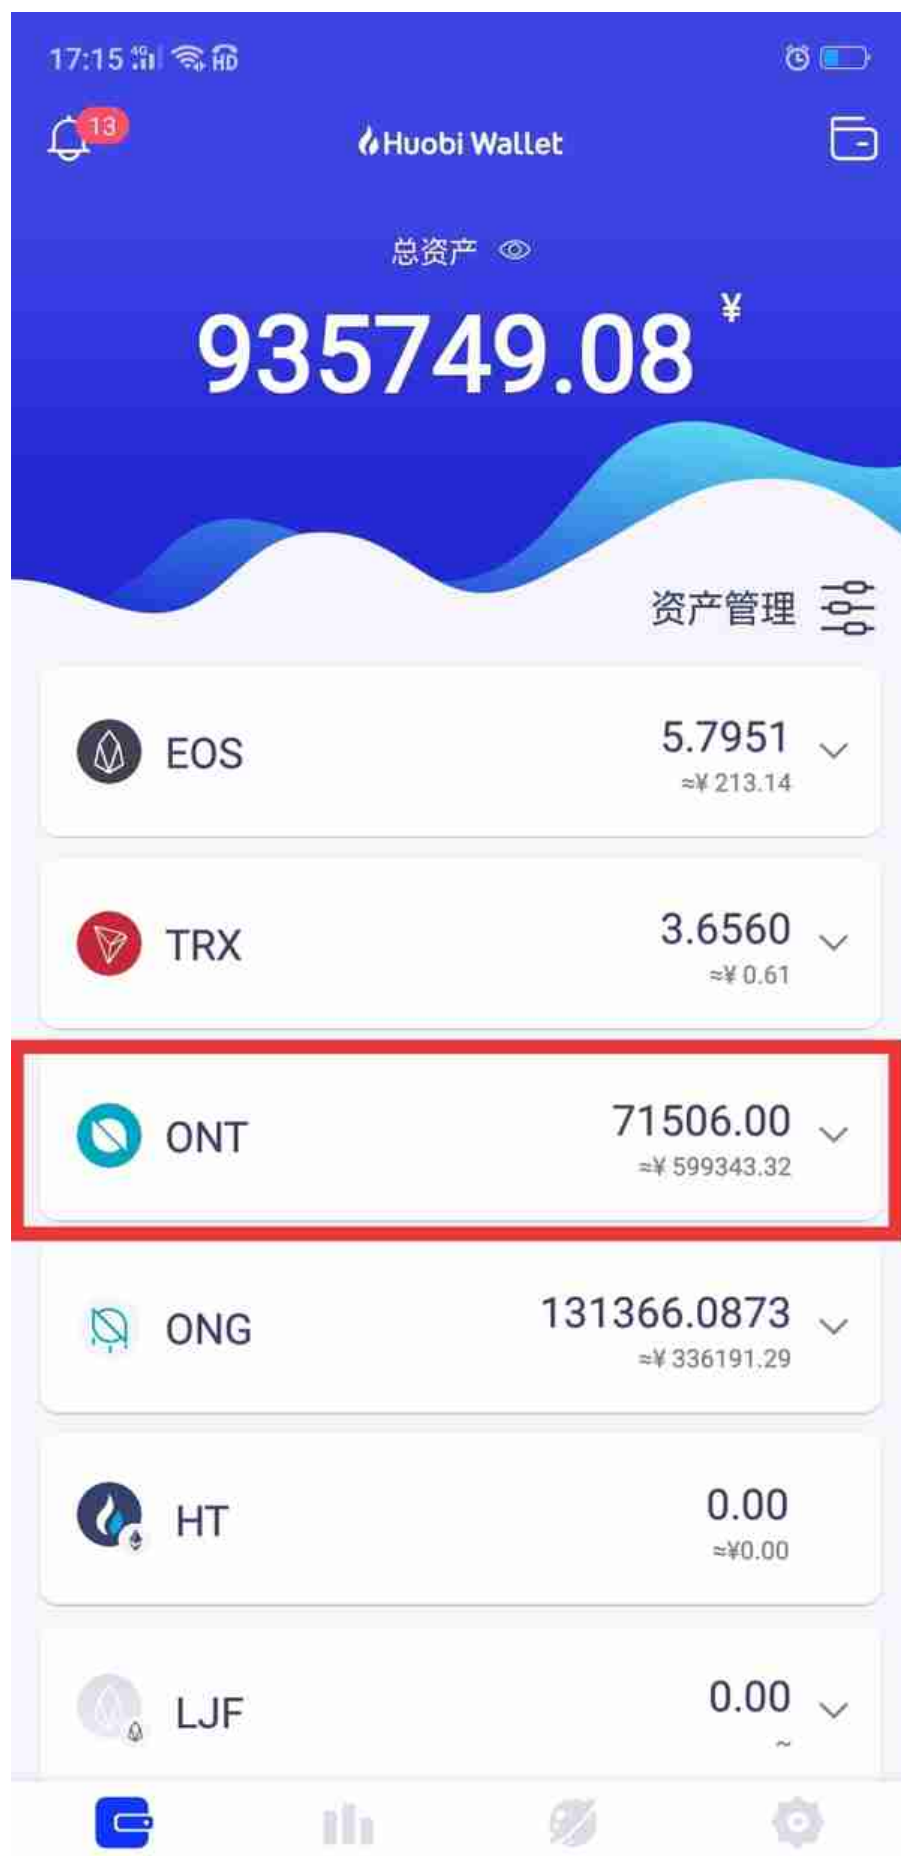 17:15 4G HD
13
Huobi Wallet
总资产
935749.08 ¥
资产管理
EOS
5.7951
≈¥ 213.14
TRX
3.6560
≈¥ 0.61
ONT
71506.00
≈¥ 599343.32
ONG
131366.0873
≈¥ 336191.29
HT
0.00
≈¥0.00
LJF
0.00
~